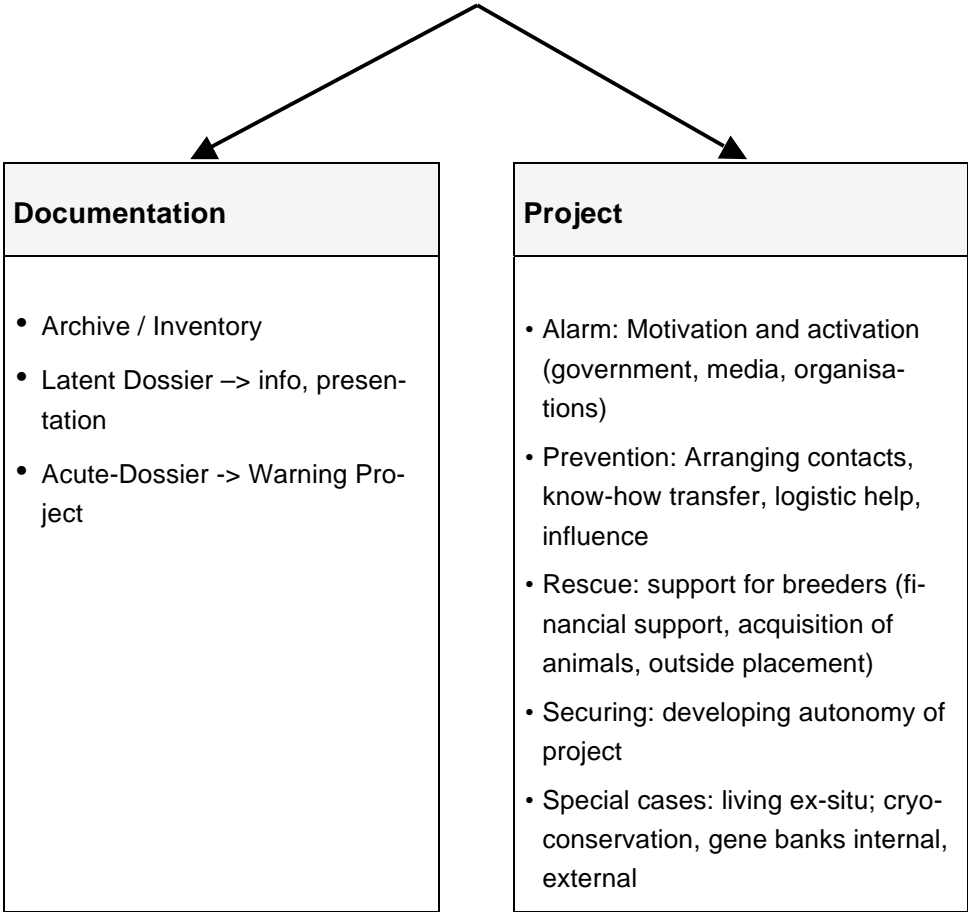 Documentation
• Archive / Inventory
• Latent Dossier –> info, presen-
tation
• Acute-Dossier -> Warning Pro-
ject
Project
• Alarm: Motivation and activation
(government, media, organisa-
tions)
• Prevention: Arranging contacts,
know-how transfer, logistic help,
influence
• Rescue: support for breeders (fi-
nancial support, acquisition of
animals, outside placement)
• Securing: developing autonomy of
project
• Special cases: living ex-situ; cryo-
conservation, gene banks internal,
external